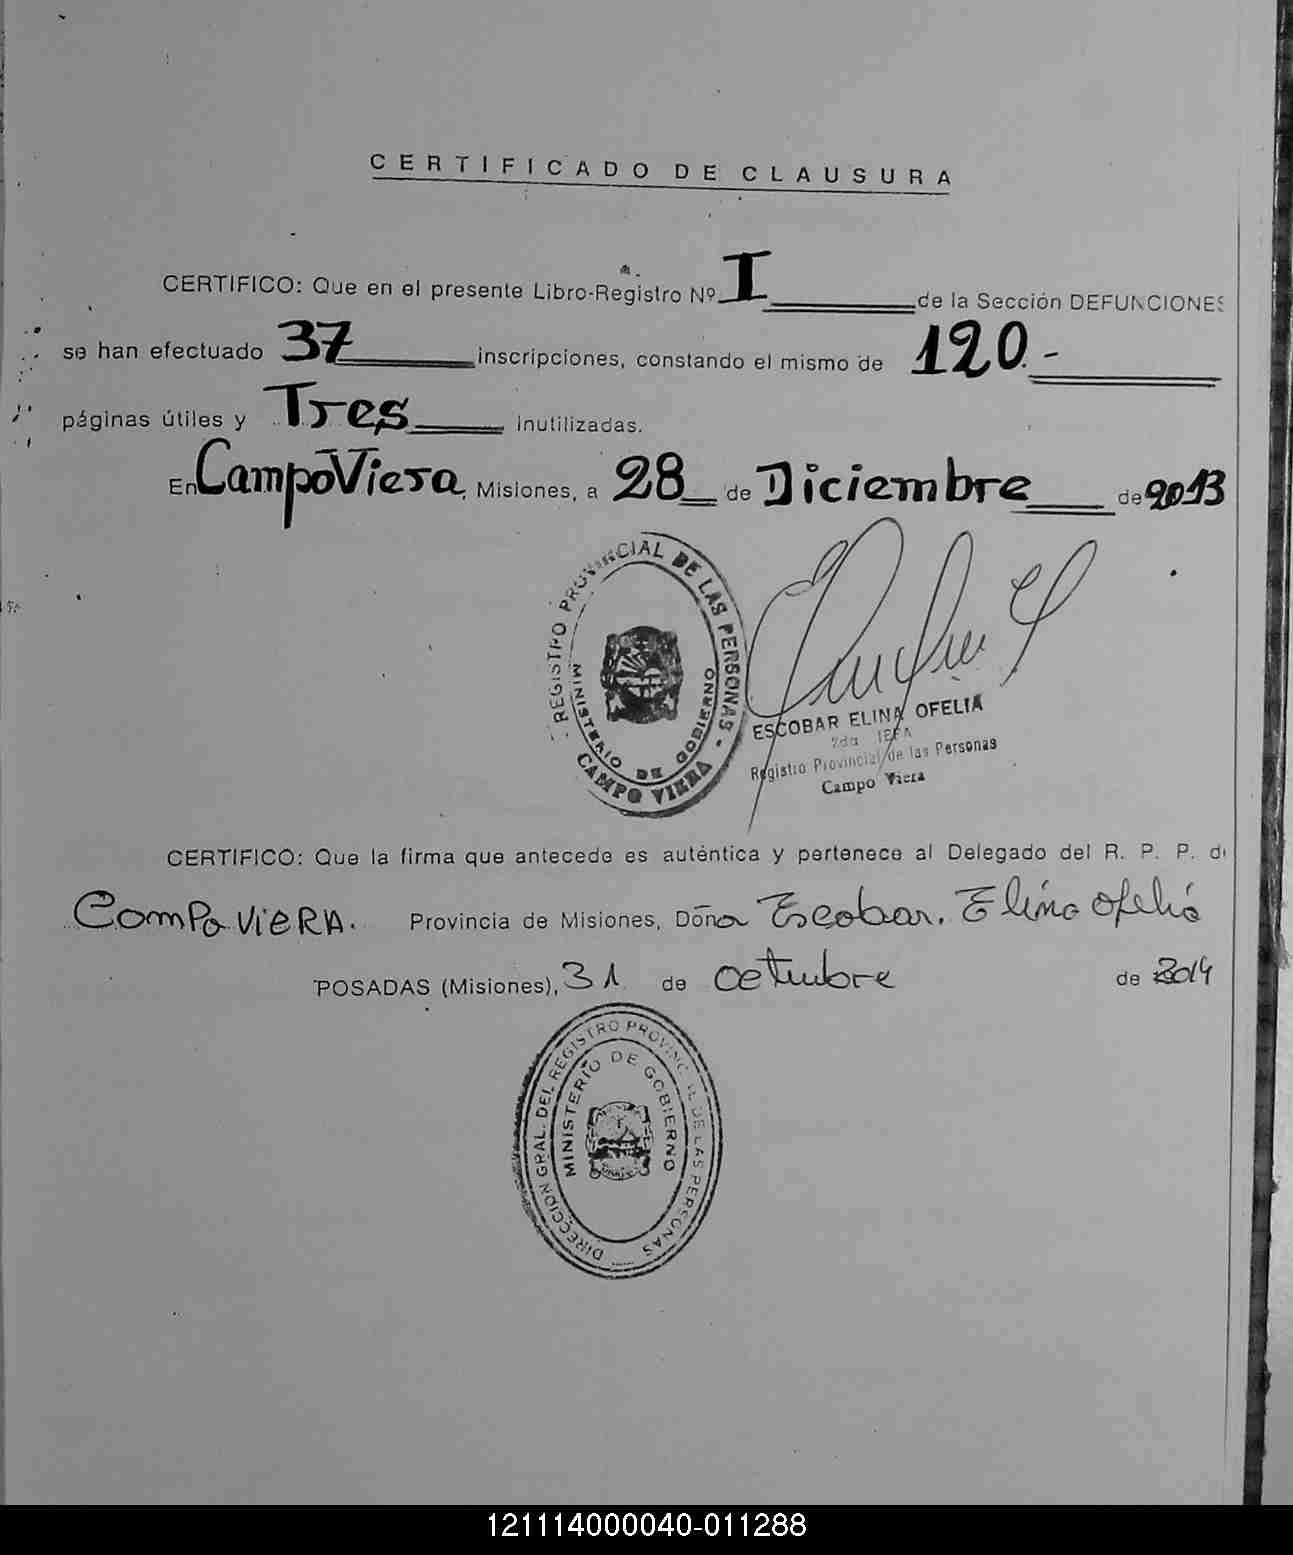 CERTIFICADO DE CLAUSURA
CERTIFICO: Que en el presente Libro-Registro Nº I de la Sección DEFUNCIONES
se han efectuado 37 inscripciones, constando el mismo de 120.-
páginas útiles y Tres inutilizadas.
En Campo Viera, Misiones, a 28 de Diciembre de 2013
REGISTRO PROVINCIAL DE LAS PERSONAS
MINISTERIO DE GOBIERNO
CAMPO VIERA
ESCOBAR ELINA OFELIA
2da JEFA
Registro Provincial de las Personas
Campo Viera
CERTIFICO: Que la firma que antecede es auténtica y pertenece al Delegado del R. P. P. d
Campo VIERA. Provincia de Misiones, Doña Escobar. Elina Ofelia
POSADAS (Misiones), 31 de octubre de 2014
DIRECCION GRAL. DEL REGISTRO PROVINCIAL DE LAS PERSONAS
MINISTERIO DE GOBIERNO
121114000040-011288